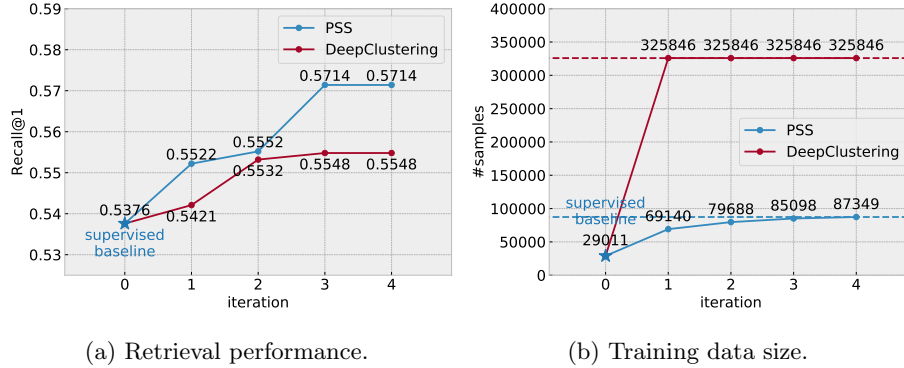 0.59
0.58
0.57
0.56
0.55
0.54
0.53
Recall@1
PSS
DeepClustering
0.5714 0.5714
0.5522
0.5552
0.5532
0.5548 0.5548
0.5376
0.5421
supervised
baseline
0 1 2 3 4
iteration
(a) Retrieval performance.
400000
350000
300000
250000
200000
150000
100000
50000
0
#samples
325846 325846 325846 325846
PSS
DeepClustering
supervised
baseline
29011
69140
79688
85098
87349
0 1 2 3 4
iteration
(b) Training data size.